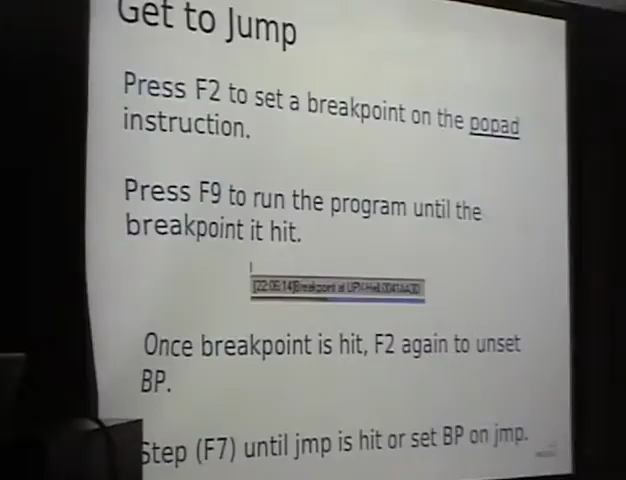 Get to Jump
Press F2 to set a breakpoint on the popad
instruction.
Press F9 to run the program until the
breakpoint it hit.
Breakpoint at
Once breakpoint is hit, F2 again to unset
BP.
Step (F7) until jmp is hit or set BP on jmp.